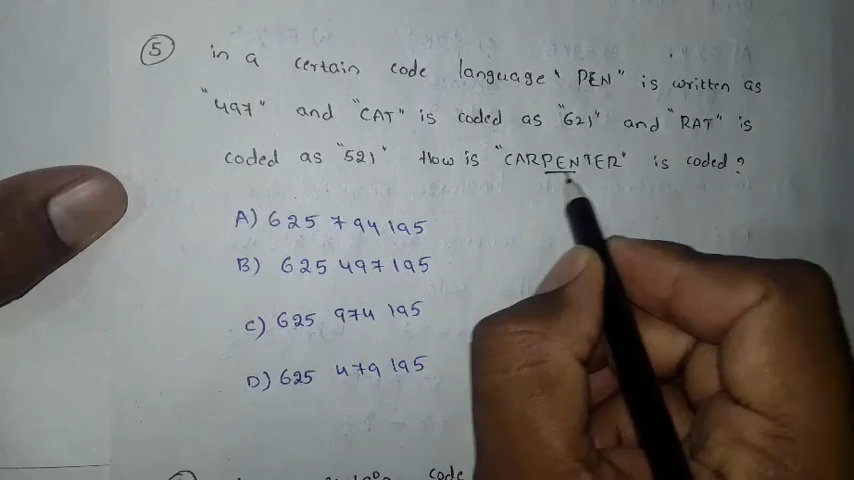 5 in a certain code language " PEN" is written as
"497" and "CAT" is coded as "621" and "RAT" is
coded as "521" How is "CARPENTER" is coded?
A) 625 794 195
B) 625 497 195
C) 625 974 195
D) 625 479 195
code